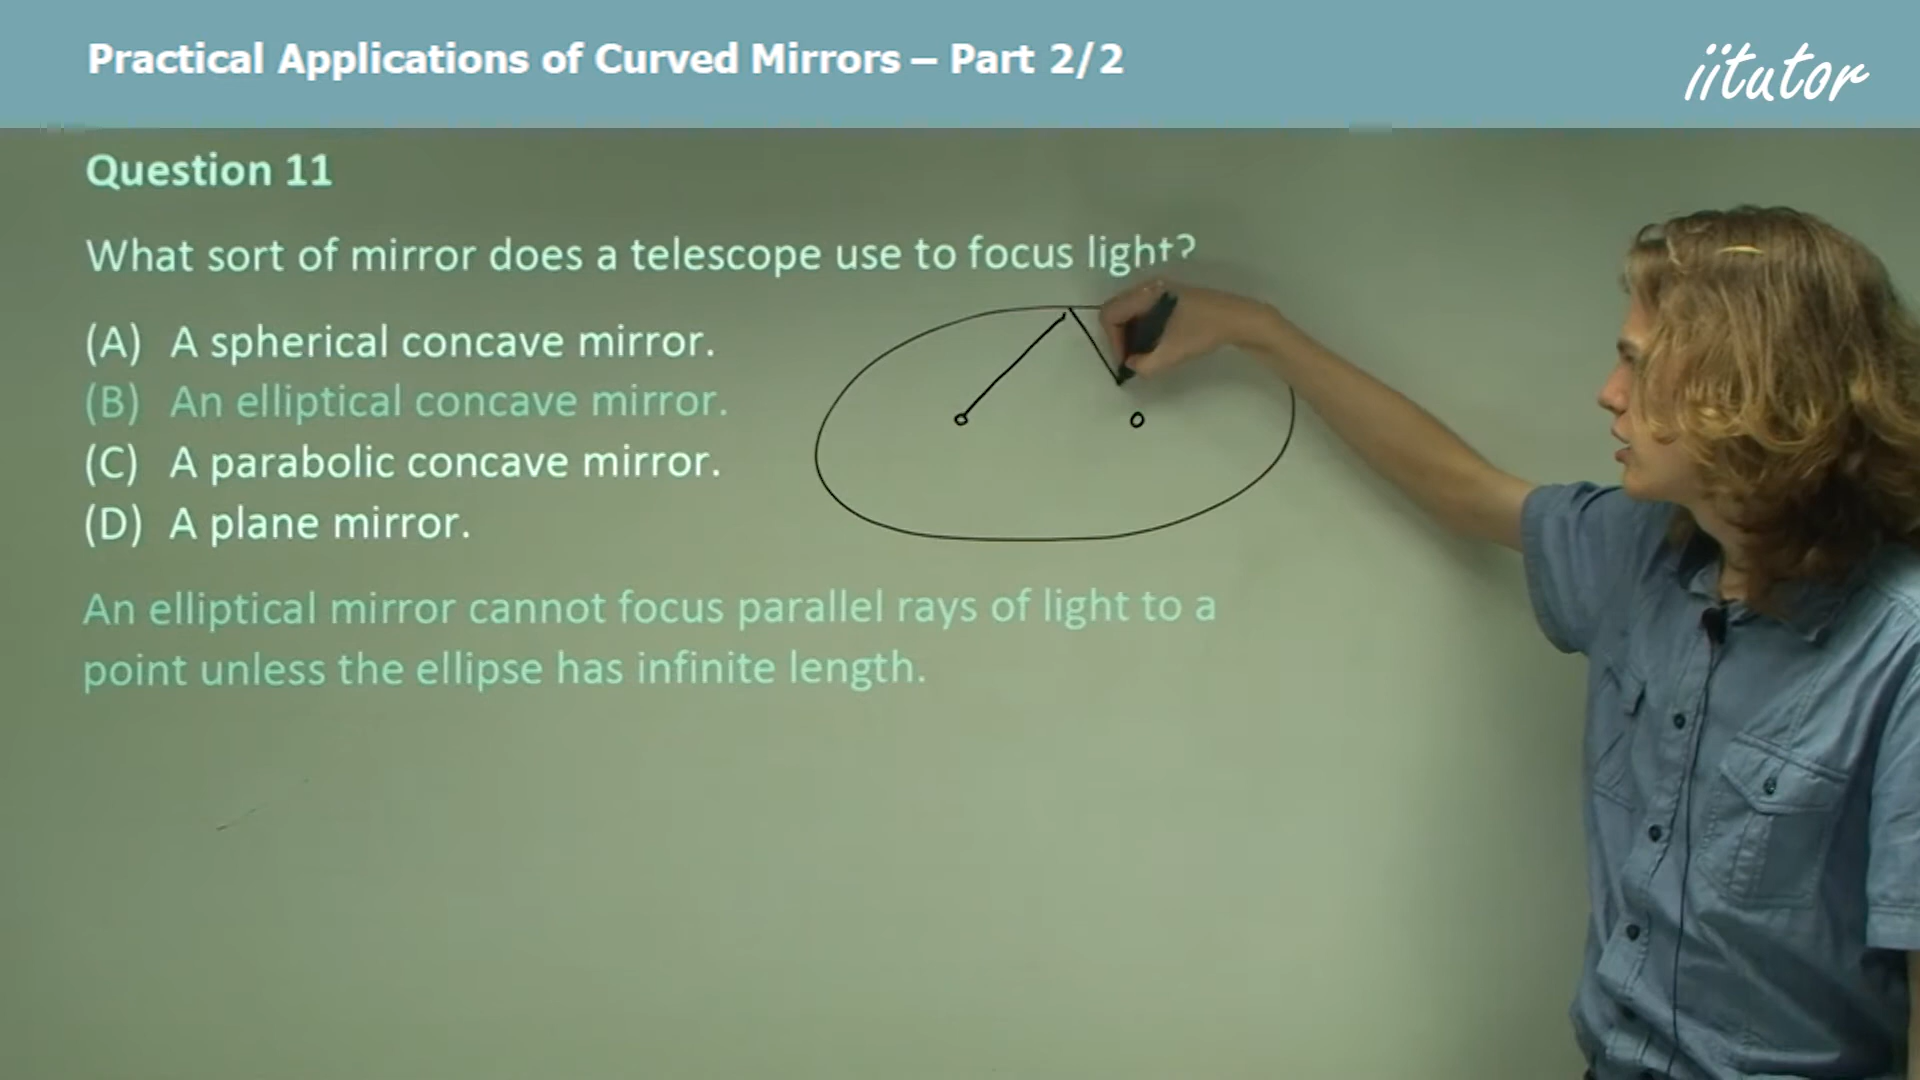 Practical Applications of Curved Mirrors – Part 2/2
iitutor
Question 11
What sort of mirror does a telescope use to focus light?
(A) A spherical concave mirror.
(B) An elliptical concave mirror.
(C) A parabolic concave mirror.
(D) A plane mirror.
An elliptical mirror cannot focus parallel rays of light to a
point unless the ellipse has infinite length.